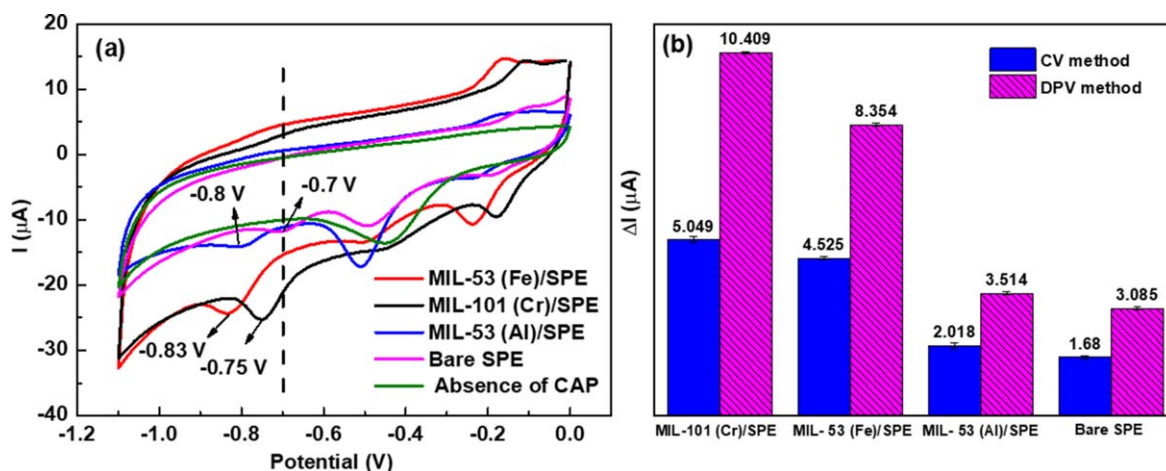 (a)
20
10
0
-10
-20
-30
-40
I (μA)
-0.8 V
-0.7 V
-0.83 V
-0.75 V
MIL-53 (Fe)/SPE
MIL-101 (Cr)/SPE
MIL-53 (Al)/SPE
Bare SPE
Absence of CAP
-1.2 -1.0 -0.8 -0.6 -0.4 -0.2 0.0
Potential (V)
(b)
CV method
DPV method
ΔI (μA)
10.409
8.354
5.049
4.525
3.514
3.085
2.018
1.68
MIL-101 (Cr)/SPE MIL- 53 (Fe)/SPE MIL- 53 (Al)/SPE Bare SPE